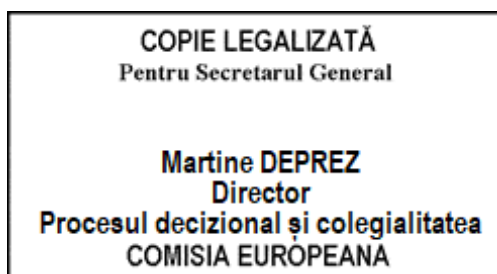 COPIE LEGALIZATĂ
Pentru Secretarul General
Martine DEPREZ
Director
Procesul decizional și colegialitatea
COMISIA EUROPEANA